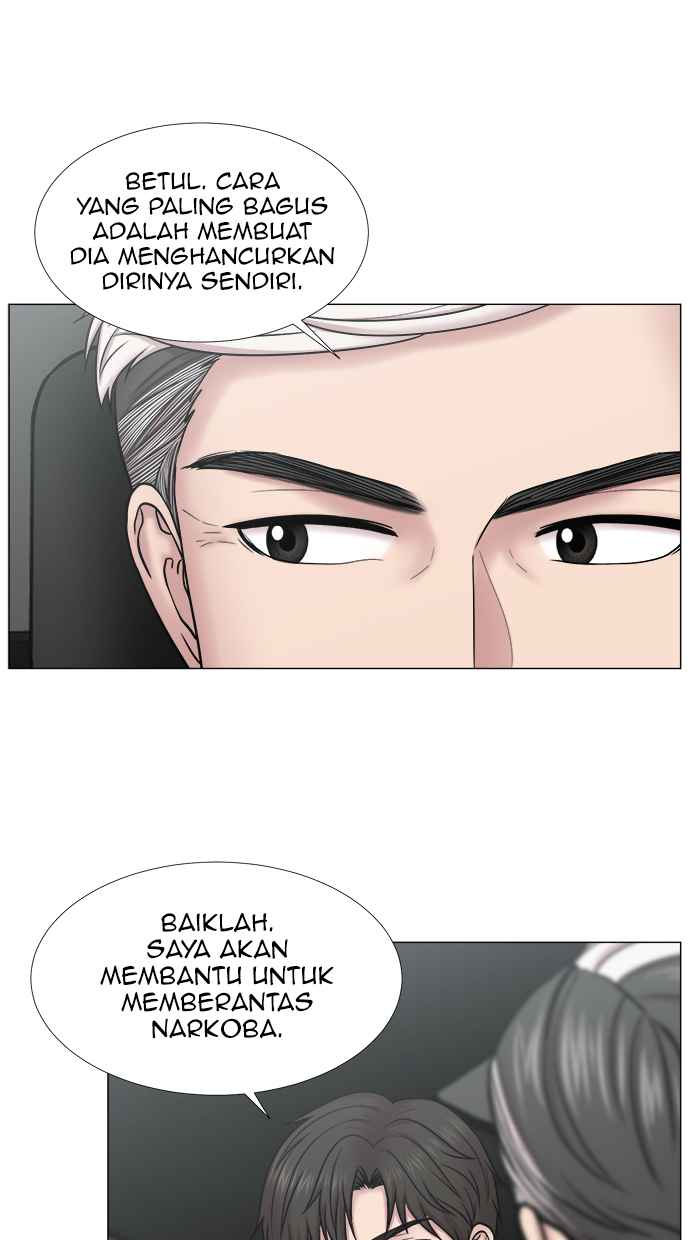 BETUL. CARA
YANG PALING BAGUS
ADALAH MEMBUAT
DIA MENGHANCURKAN
DIRINYA SENDIRI.
BAIKLAH.
SAYA AKAN
MEMBANTU UNTUK
MEMBERANTAS
NARKOBA.